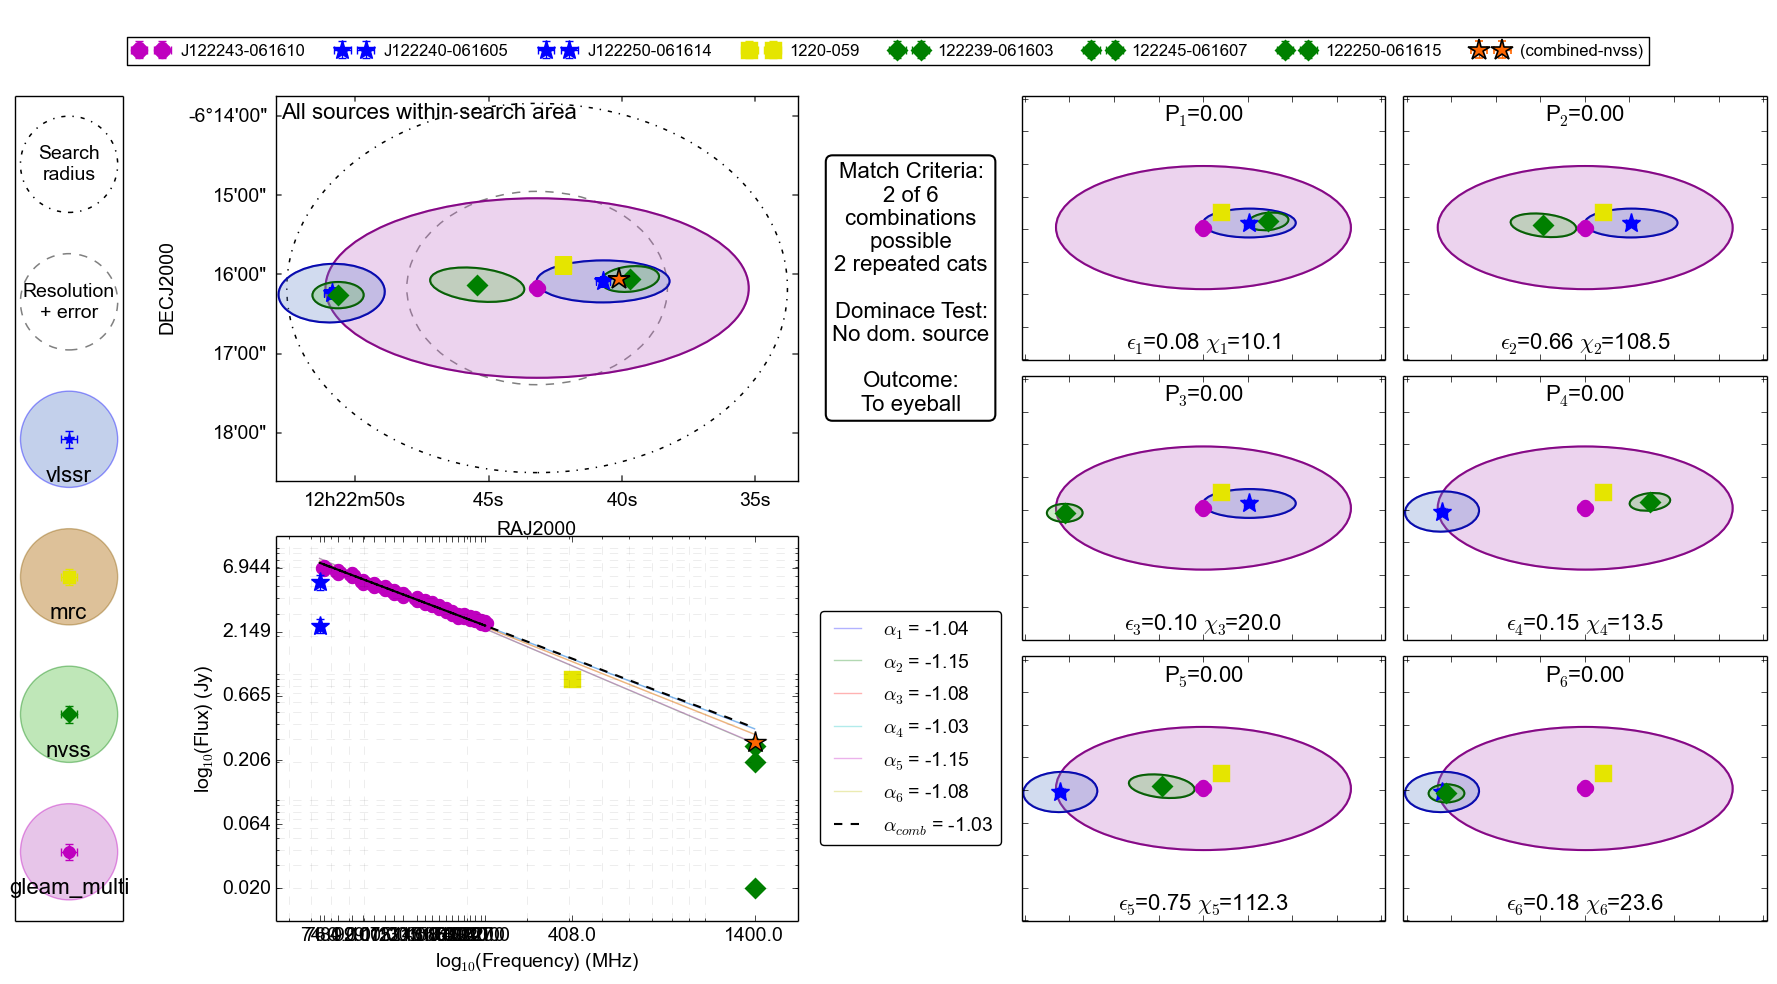 J122243-061610 J122240-061605 J122250-061614 1220-059 122239-061603 122245-061607 122250-061615 (combined-nvss)
Search
radius
Resolution
+ error
vlssr
mrc
nvss
gleam_multi
All sources within search area
-6°14'00"
15'00"
16'00"
17'00"
18'00"
DECJ2000
12h22m50s 45s 40s 35s
RAJ2000
6.944
2.149
0.665
0.206
0.064
0.020
log10(Flux) (Jy)
408.0 1400.0
log10(Frequency) (MHz)
Match Criteria:
2 of 6
combinations
possible
2 repeated cats
Dominace Test:
No dom. source
Outcome:
To eyeball
α1 = -1.04
α2 = -1.15
α3 = -1.08
α4 = -1.03
α5 = -1.15
α6 = -1.08
αcomb = -1.03
P1=0.00
ϵ1=0.08 χ1=10.1
P2=0.00
ϵ2=0.66 χ2=108.5
P3=0.00
ϵ3=0.10 χ3=20.0
P4=0.00
ϵ4=0.15 χ4=13.5
P5=0.00
ϵ5=0.75 χ5=112.3
P6=0.00
ϵ6=0.18 χ6=23.6